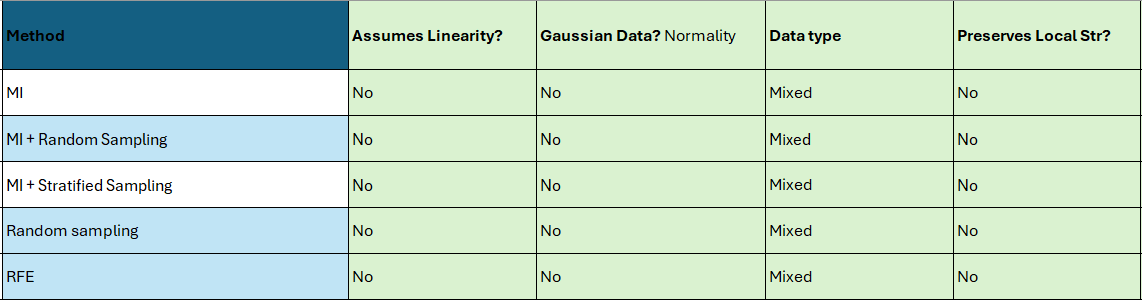 Method Assumes Linearity? Gaussian Data? Normality Data type Preserves Local Str?
MI No No Mixed No
MI + Random Sampling No No Mixed No
MI + Stratified Sampling No No Mixed No
Random sampling No No Mixed No
RFE No No Mixed No